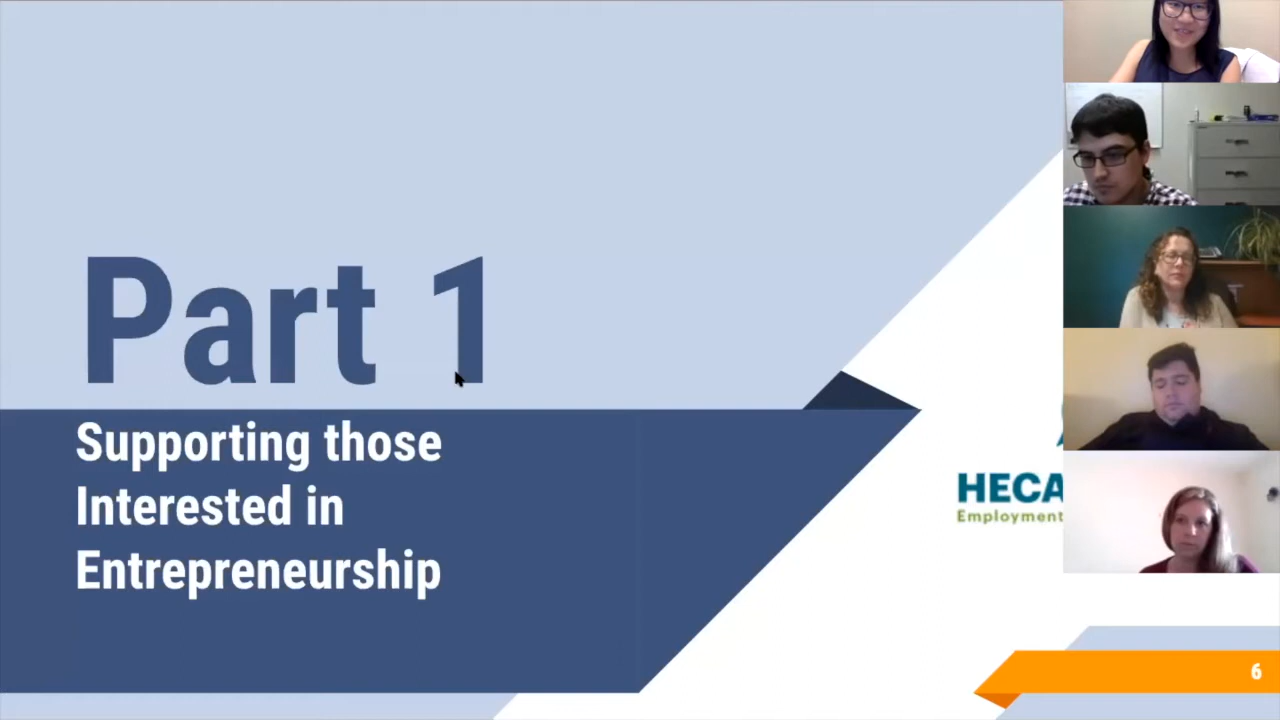 Part 1
Supporting those
Interested in
Entrepreneurship
HECA
Employment
6